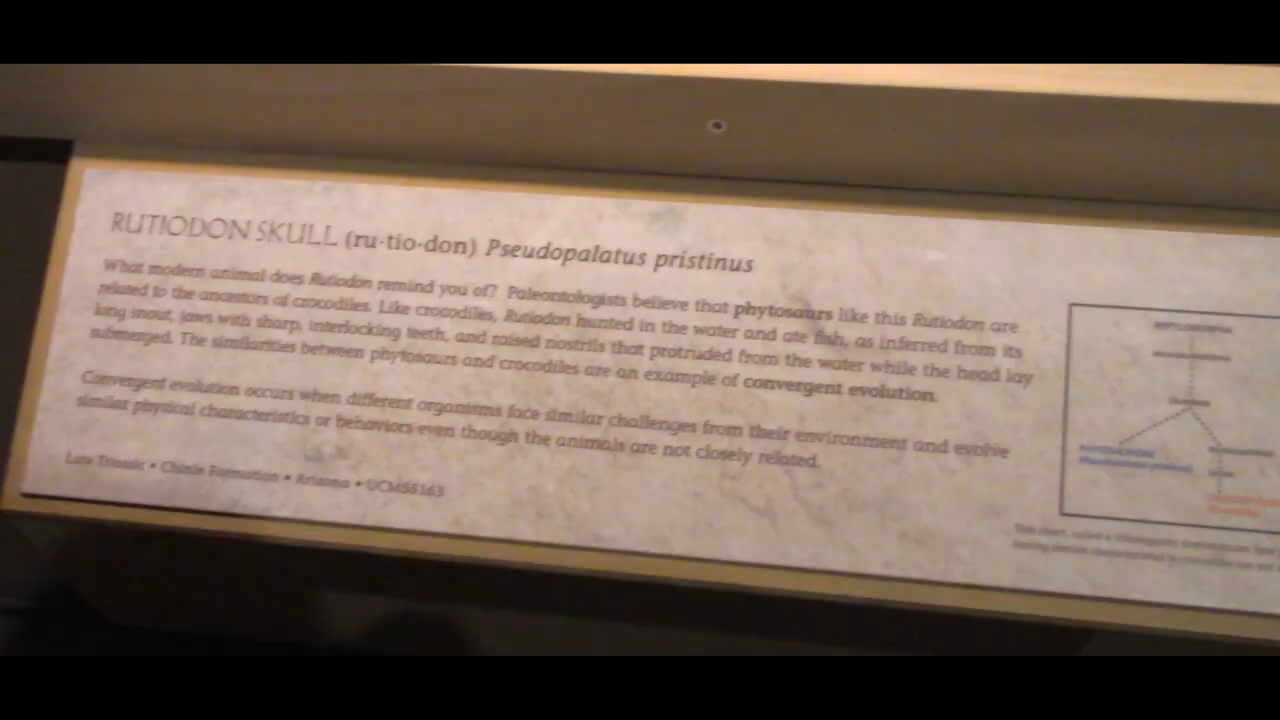 RUTIODON SKULL (ru·tio·don) Pseudopalatus pristinus
What modern animal does Rutiodon remind you of? Paleontologists believe that phytosaurs like this Rutiodon are
related to the ancestors of crocodiles. Like crocodiles, Rutiodon hunted in the water and ate fish, as inferred from its
long snout, jaws with sharp, interlocking teeth, and raised nostrils that protruded from the water while the head lay
submerged. The similarities between phytosaurs and crocodiles are an example of convergent evolution.
Convergent evolution occurs when different organisms face similar challenges from their environment and evolve
similar physical characteristics or behaviors even though the animals are not closely related.
Late Triassic • Chinle Formation • Arizona • UCM55163